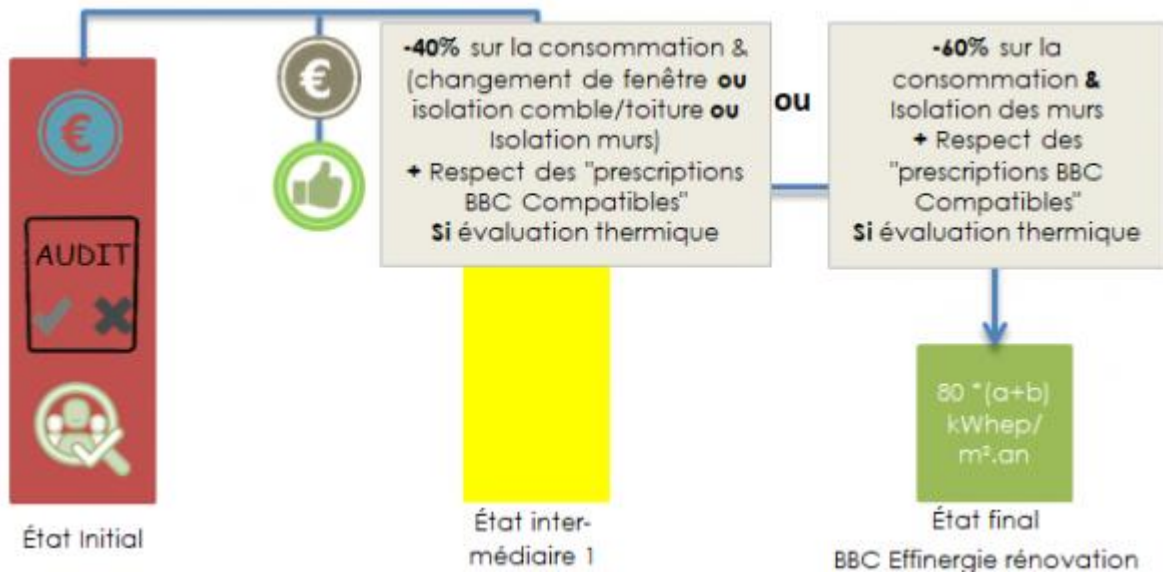 €
AUDIT
État Initial
€
-40% sur la consommation &
(changement de fenêtre ou
isolation comble/toiture ou
Isolation murs)
+ Respect des "prescriptions
BBC Compatibles"
Si évaluation thermique
ou
-60% sur la
consommation &
Isolation des murs
+ Respect des
"prescriptions BBC
Compatibles"
Si évaluation thermique
État inter-
médiaire 1
80 *(a+b)
kWhep/
m².an
État final
BBC Effinergie rénovation